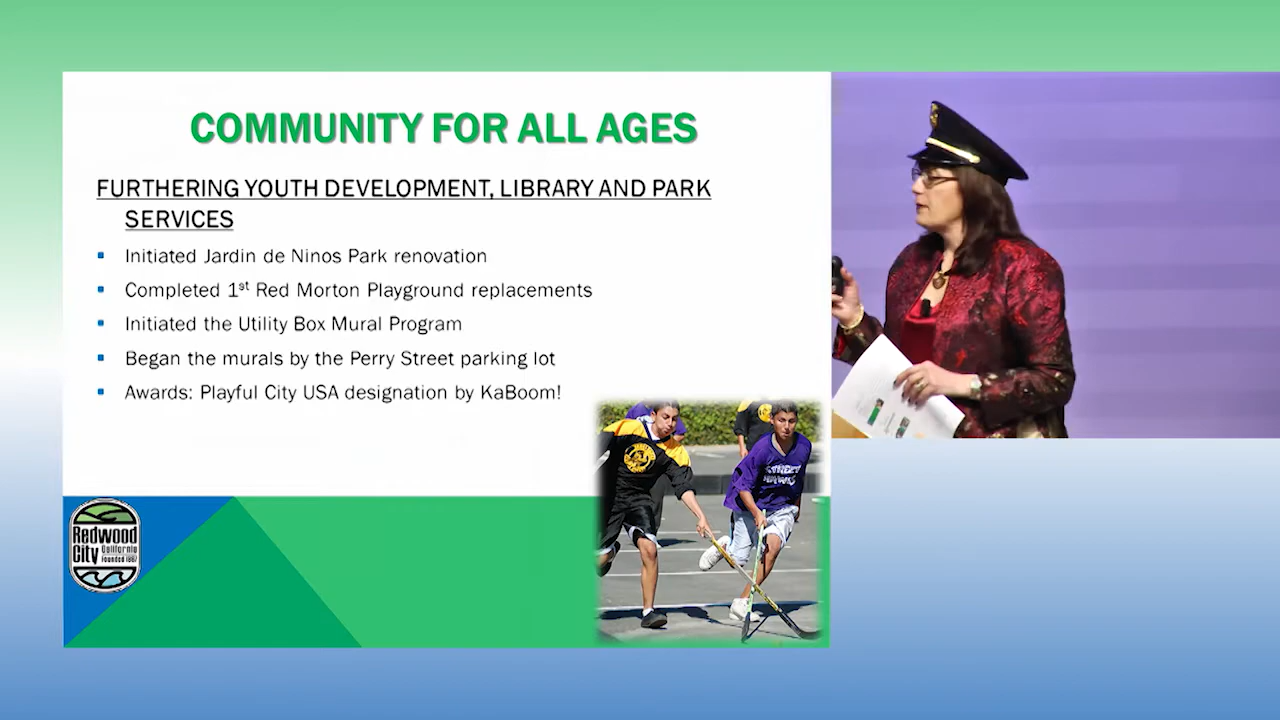 COMMUNITY FOR ALL AGES
FURTHERING YOUTH DEVELOPMENT, LIBRARY AND PARK
SERVICES
Initiated Jardin de Ninos Park renovation
Completed 1st Red Morton Playground replacements
Initiated the Utility Box Mural Program
Began the murals by the Perry Street parking lot
Awards: Playful City USA designation by KaBoom!
STREET
HAWKS
Redwood
City California
Founded 1867